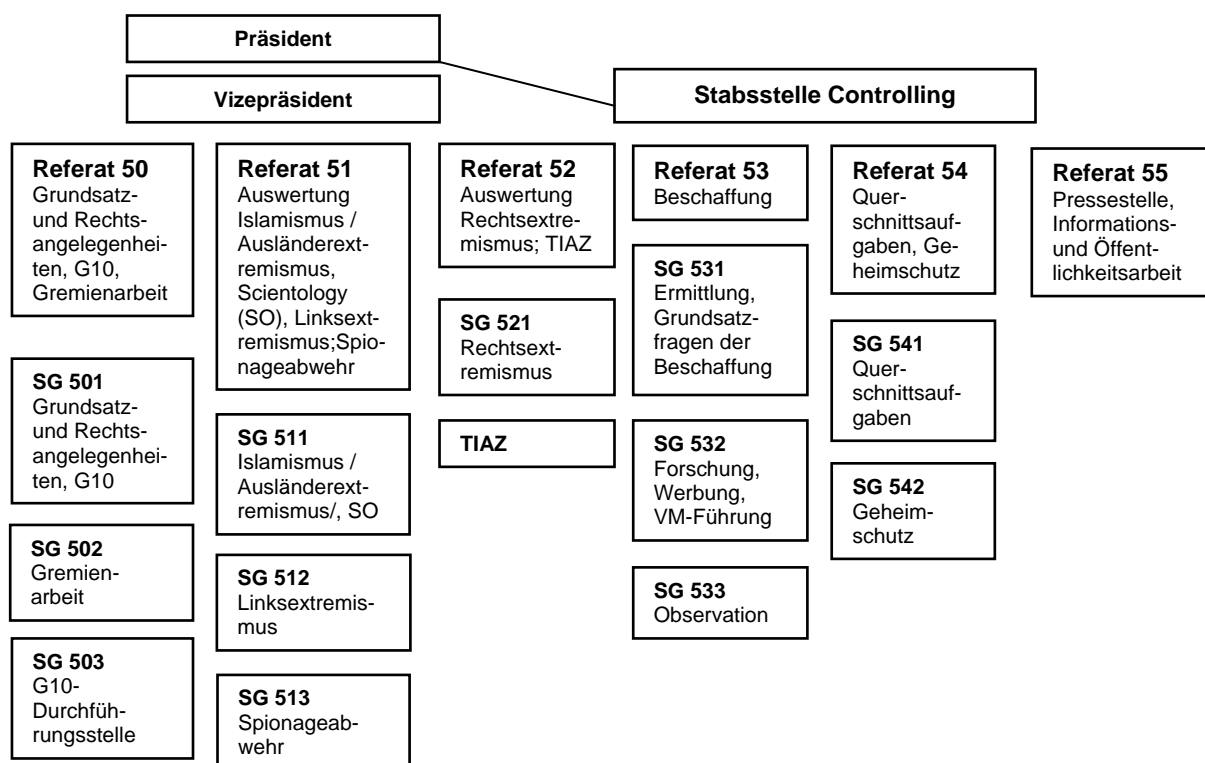 Präsident
Vizepräsident
Stabsstelle Controlling
Referat 50
Grundsatz-
und Rechts-
angelegenhei-
ten, G10,
Gremienarbeit
SG 501
Grundsatz-
und Rechts-
angelegenhei-
ten, G10
SG 502
Gremien-
arbeit
SG 503
G10-
Durchfüh-
rungsstelle
Referat 51
Auswertung
Islamismus /
Ausländerext-
remismus,
Scientology
(SO), Linksext-
remismus;Spio-
nageabwehr
SG 511
Islamismus /
Ausländerext-
remismus/, SO
SG 512
Linksextremis-
mus
SG 513
Spionageab-
wehr
Referat 52
Auswertung
Rechtsextre-
mismus; TIAZ
SG 521
Rechtsext-
remismus
TIAZ
Referat 53
Beschaffung
SG 531
Ermittlung,
Grundsatz-
fragen der
Beschaffung
SG 532
Forschung,
Werbung,
VM-Führung
SG 533
Observation
Referat 54
Quer-
schnittsauf-
gaben, Ge-
heimschutz
SG 541
Quer-
schnittsauf-
gaben
SG 542
Geheim-
schutz
Referat 55
Pressestelle,
Informations-
und Öffent-
lichkeitsarbeit